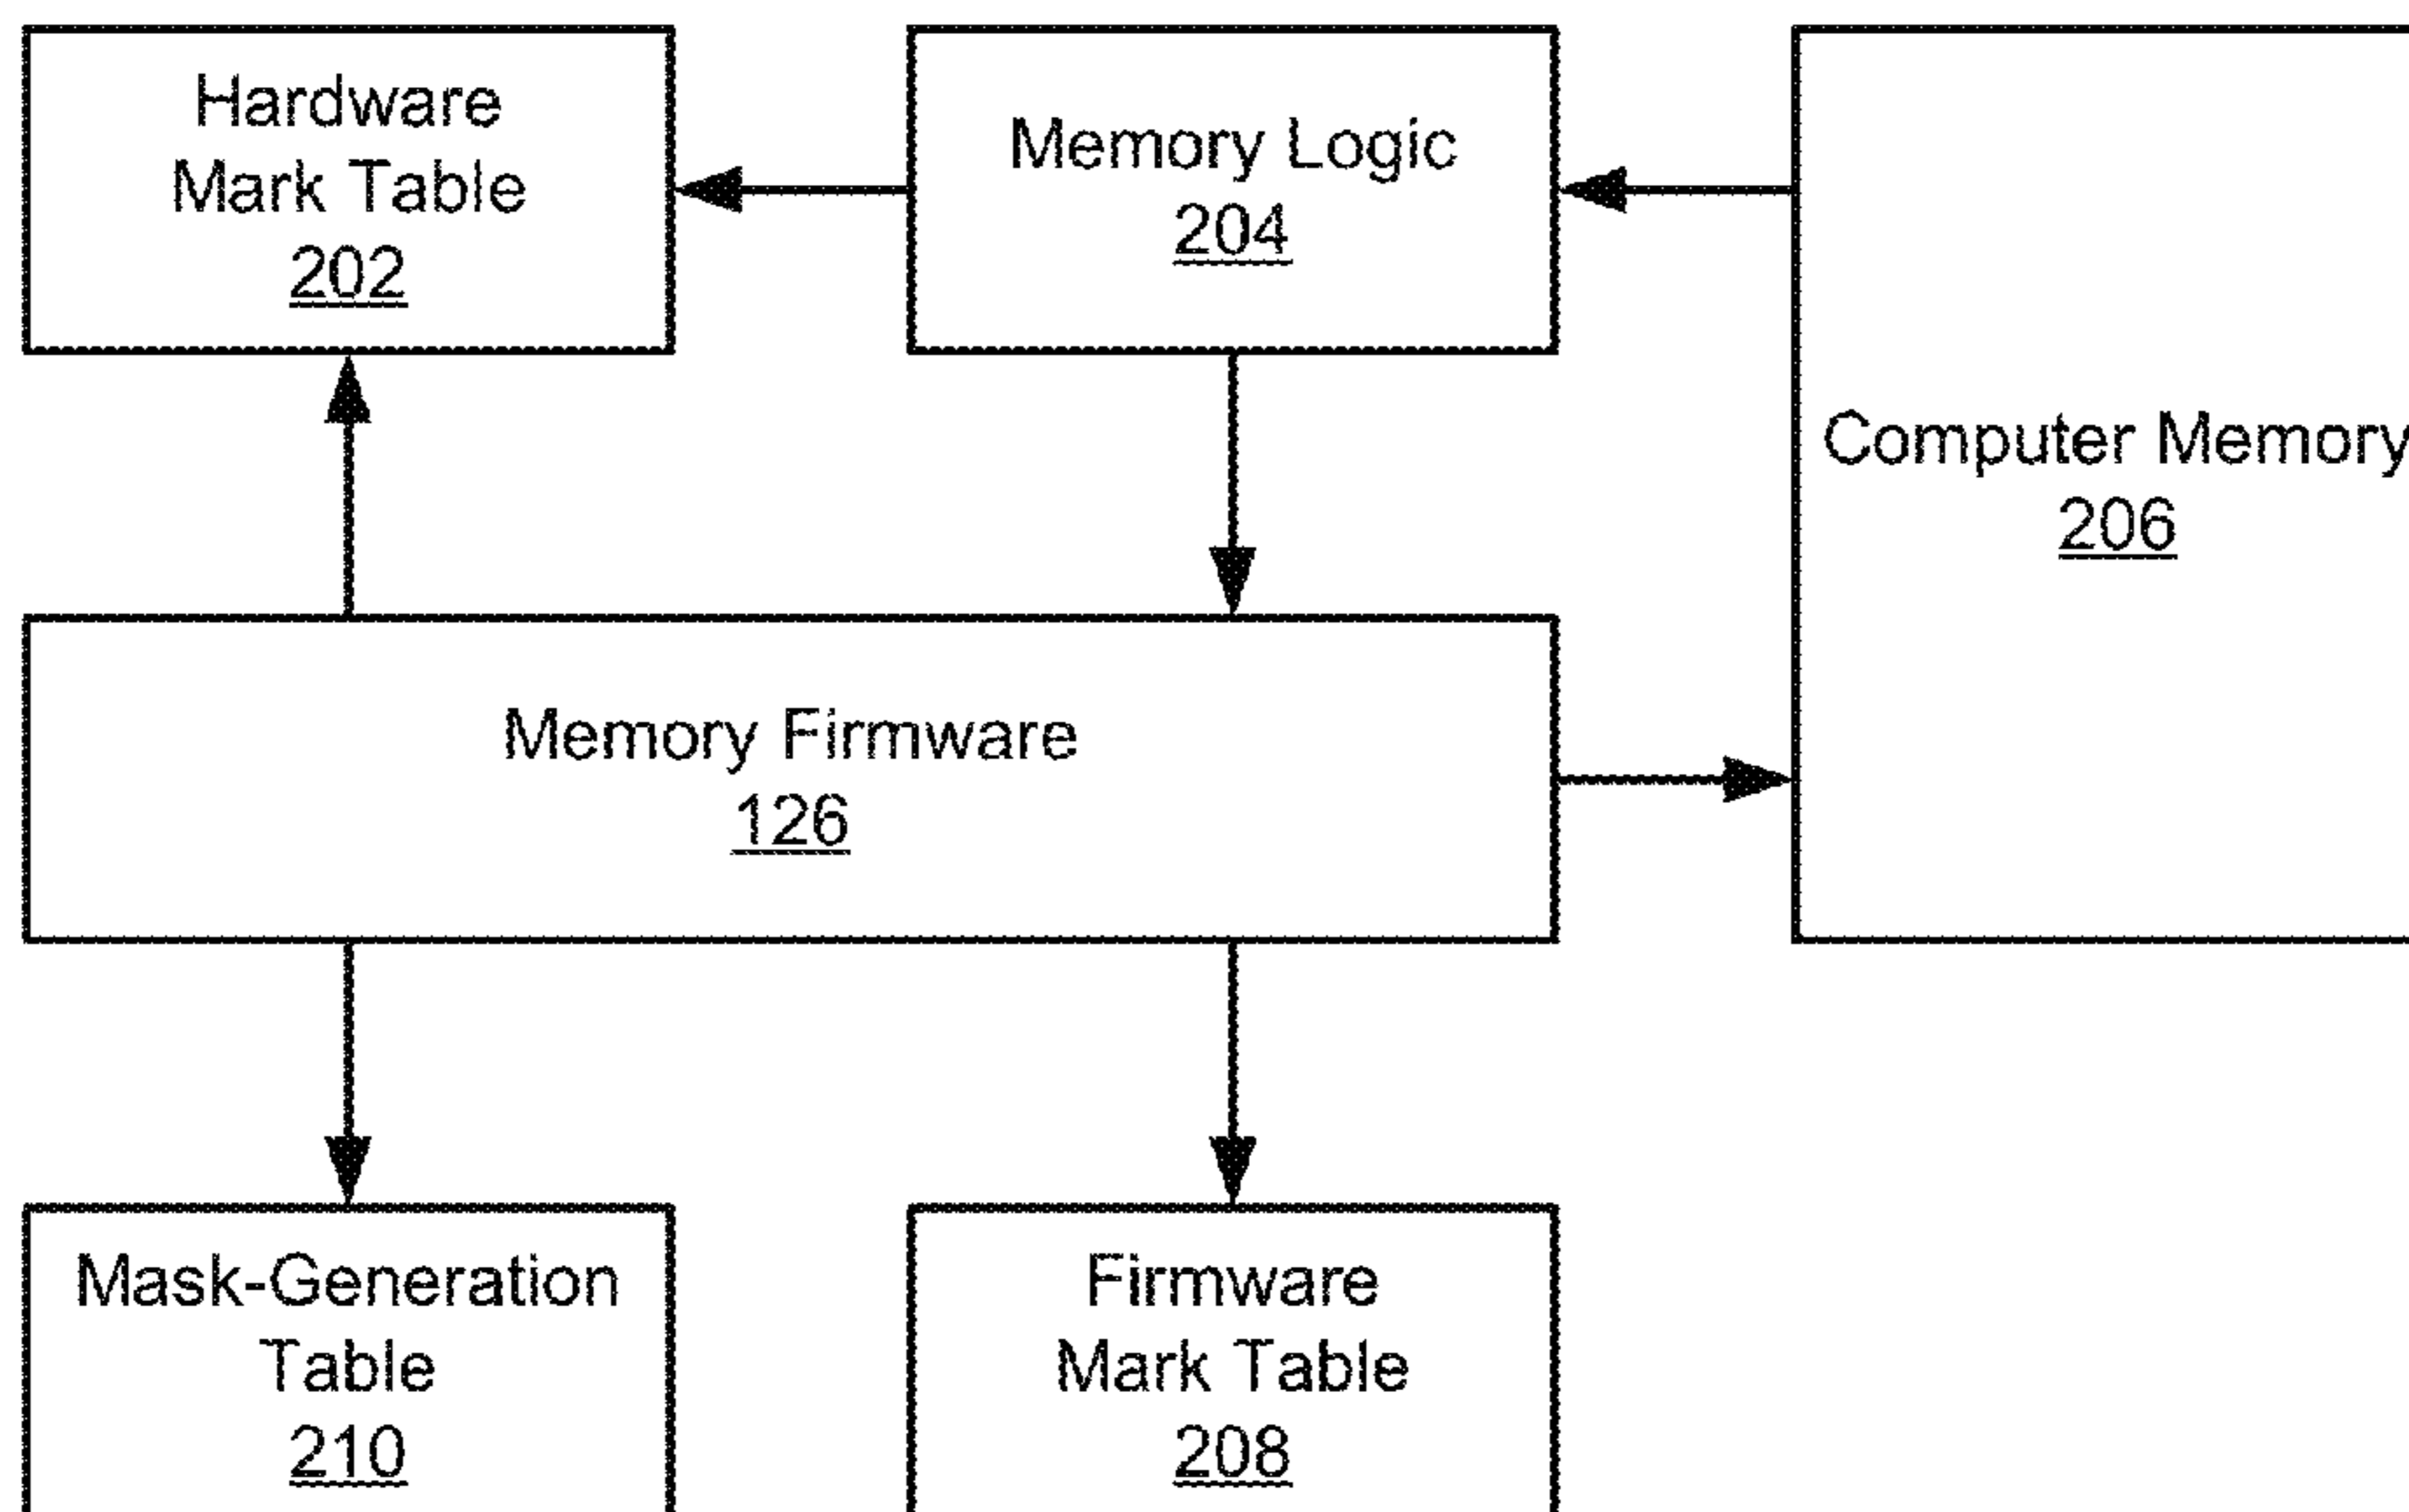 Hardware
Mark Table
202
Memory Logic
204
Computer Memory
206
Memory Firmware
126
Mask-Generation
Table
210
Firmware
Mark Table
208